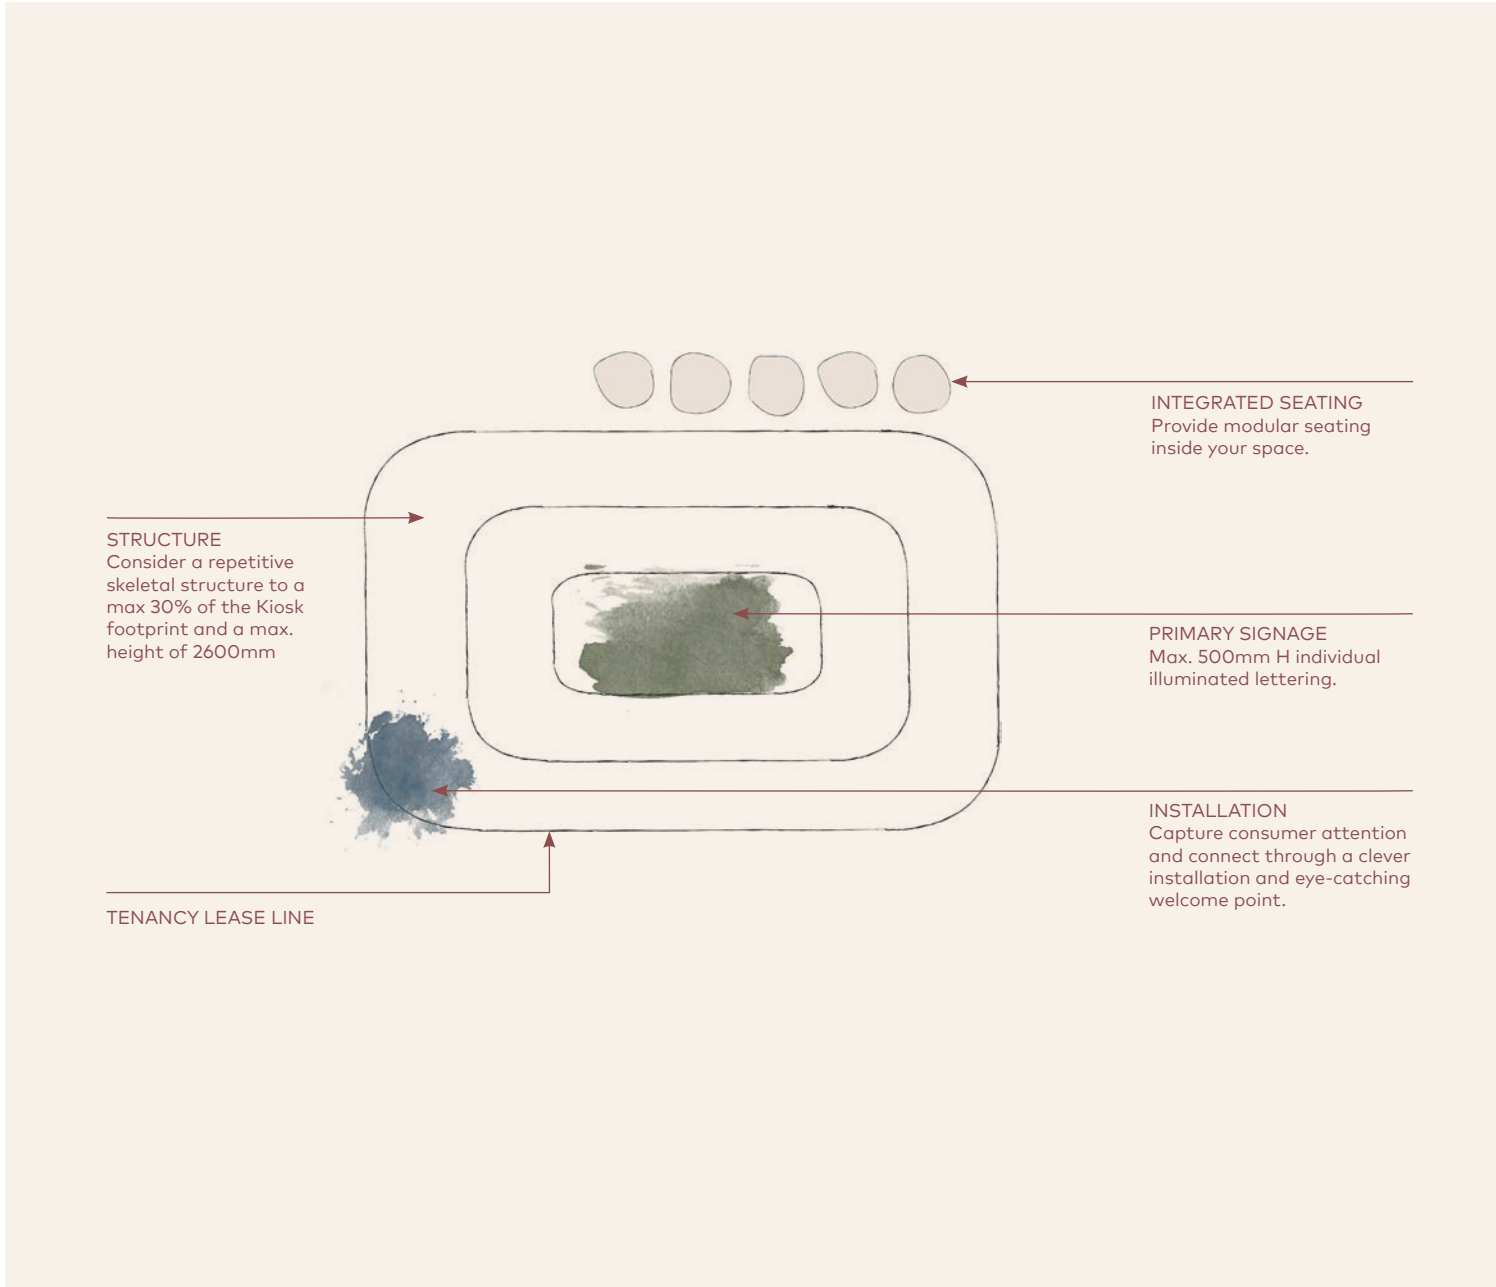 INTEGRATED SEATING
Provide modular seating
inside your space.
STRUCTURE
Consider a repetitive
skeletal structure to a
max 30% of the Kiosk
footprint and a max.
height of 2600mm
PRIMARY SIGNAGE
Max. 500mm H individual
illuminated lettering.
INSTALLATION
Capture consumer attention
and connect through a clever
installation and eye-catching
welcome point.
TENANCY LEASE LINE